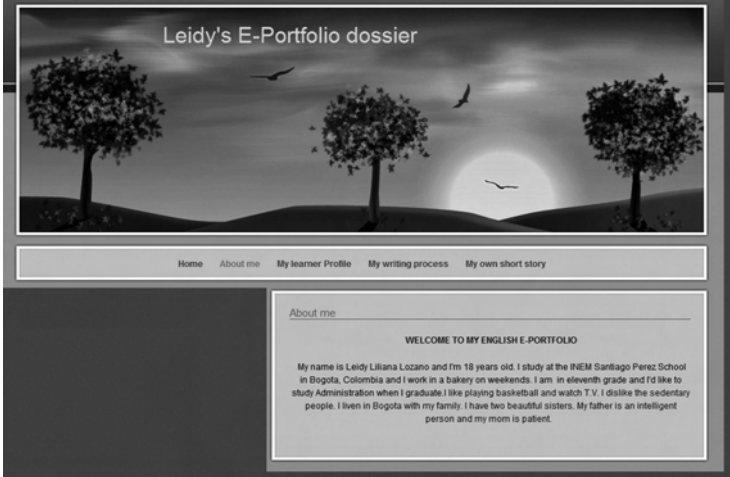 Leidy's E-Portfolio dossier
Home About me My learner Profile My writing process My own short story
About me
WELCOME TO MY ENGLISH E-PORTFOLIO
My name is Leidy Liliana Lozano and I'm 18 years old. I study at the INEM Santiago Perez School
in Bogota, Colombia and I work in a bakery on weekends. I am in eleventh grade and I'd like to
study Administration when I graduate.I like playing basketball and watch T.V. I dislike the sedentary
people. I liven in Bogota with my family. I have two beautiful sisters. My father is an intelligent
person and my mom is patient.